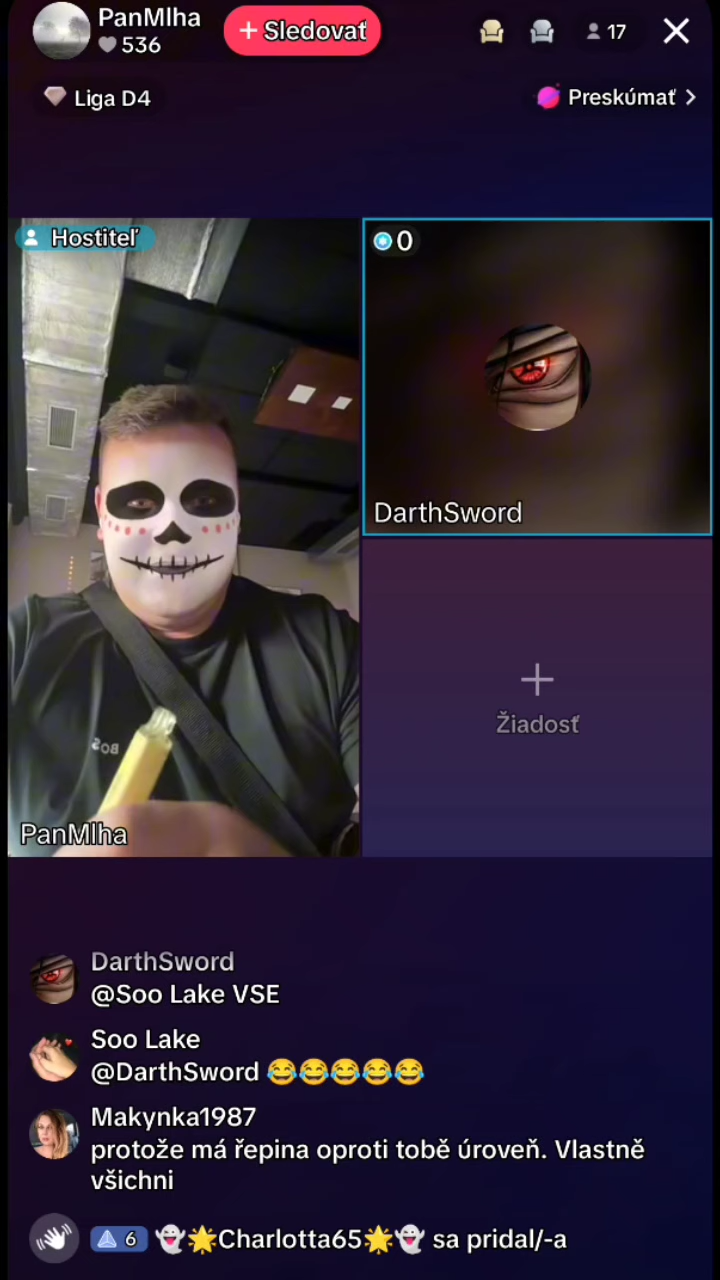 PanMlha
536
+ Sledovať
17
Liga D4
Preskúmať
Hostiteľ
0
DarthSword
Žiadosť
BOS
PanMlha
DarthSword
@Soo Lake VSE
Soo Lake
@DarthSword 😂😂😂😂😂
Makynka1987
protože má řepina oproti tobě úroveň. Vlastně
všichni
6 👻🌟Charlotta65🌟👻 sa pridal/-a